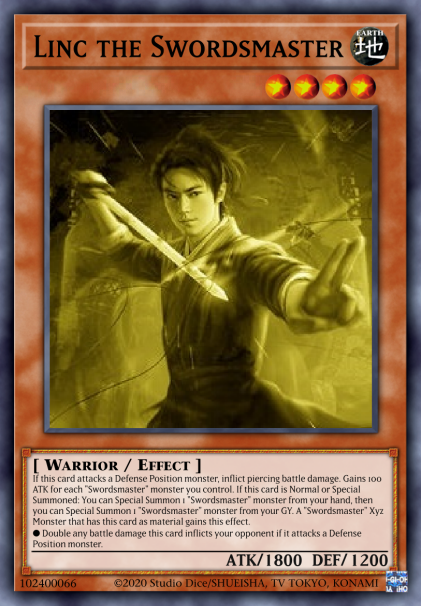 LINC THE SWORDSMASTER
EARTH
地
[ WARRIOR / EFFECT ]
If this card attacks a Defense Position monster, inflict piercing battle damage. Gains 100
ATK for each "Swordsmaster" monster you control. If this card is Normal or Special
Summoned: You can Special Summon 1 "Swordsmaster" monster from your hand, then
you can Special Summon 1 "Swordsmaster" monster from your GY. A "Swordsmaster" Xyz
Monster that has this card as material gains this effect.
● Double any battle damage this card inflicts your opponent if it attacks a Defense
Position monster.
ATK/1800 DEF/1200
102400066 ©2020 Studio Dice/SHUEISHA, TV TOKYO, KONAMI